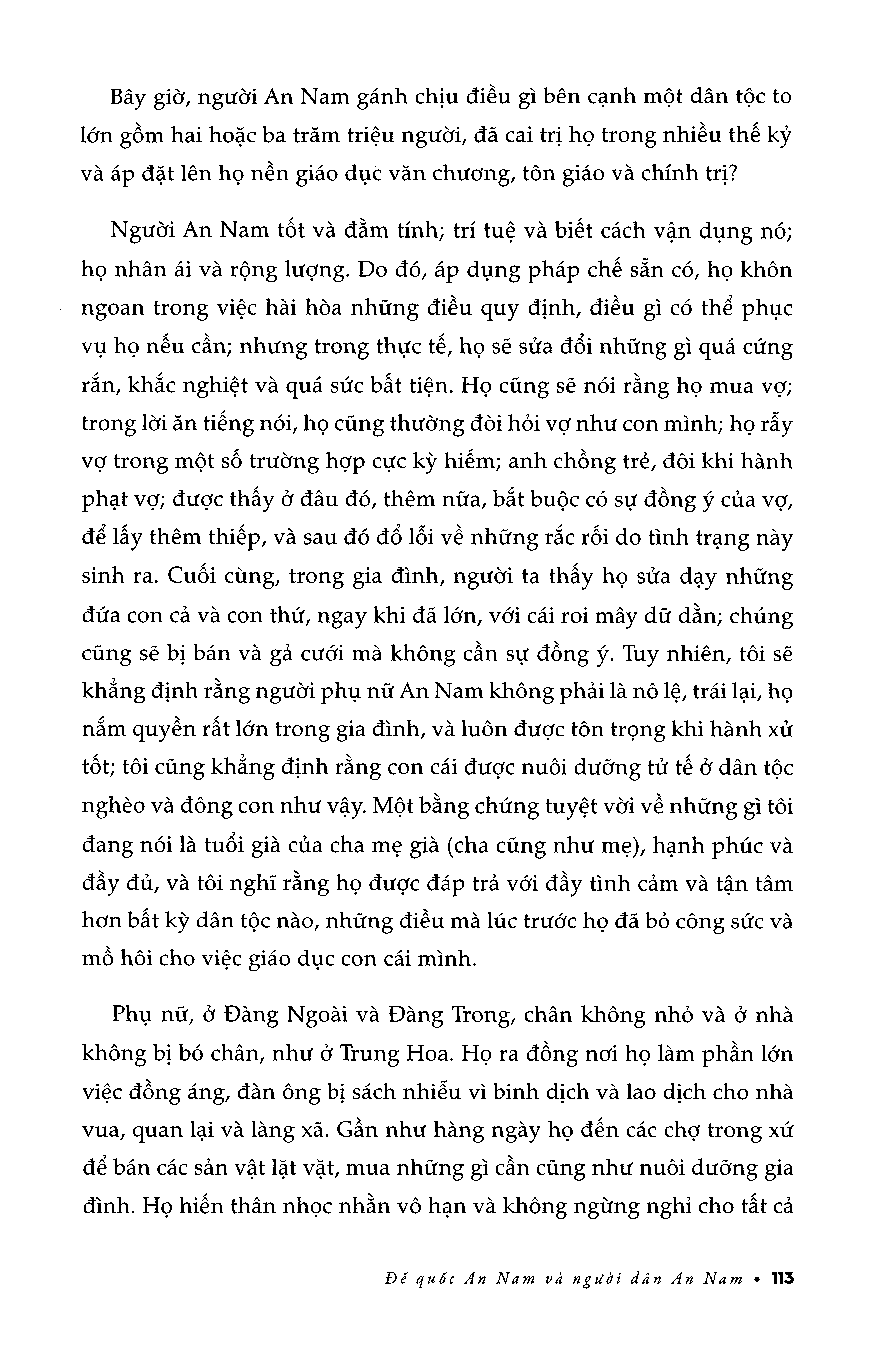 Bây giờ, người An Nam gánh chịu điều gì bên cạnh một dân tộc to
lớn gồm hai hoặc ba trăm triệu người, đã cai trị họ trong nhiều thế kỷ
và áp đặt lên họ nền giáo dục văn chương, tôn giáo và chính trị?
Người An Nam tốt và đằm tính; trí tuệ và biết cách vận dụng nó;
họ nhân ái và rộng lượng. Do đó, áp dụng pháp chế sẵn có, họ khôn
ngoan trong việc hài hòa những điều quy định, điều gì có thể phục
vụ họ nếu cần; nhưng trong thực tế, họ sẽ sửa đổi những gì quá cứng
rắn, khắc nghiệt và quá sức bất tiện. Họ cũng sẽ nói rằng họ mua vợ;
trong lời ăn tiếng nói, họ cũng thường đòi hỏi vợ như con mình; họ rẫy
vợ trong một số trường hợp cực kỳ hiếm; anh chồng trẻ, đôi khi hành
phạt vợ; được thấy ở đâu đó, thêm nữa, bắt buộc có sự đồng ý của vợ,
để lấy thêm thiếp, và sau đó đổ lỗi về những rắc rối do tình trạng này
sinh ra. Cuối cùng, trong gia đình, người ta thấy họ sửa dạy những
đứa con cả và con thứ, ngay khi đã lớn, với cái roi mây dữ dằn; chúng
cũng sẽ bị bán và gả cưới mà không cần sự đồng ý. Tuy nhiên, tôi sẽ
khẳng định rằng người phụ nữ An Nam không phải là nô lệ, trái lại, họ
nắm quyền rất lớn trong gia đình, và luôn được tôn trọng khi hành xử
tốt; tôi cũng khẳng định rằng con cái được nuôi dưỡng tử tế ở dân tộc
nghèo và đông con như vậy. Một bằng chứng tuyệt vời về những gì tôi
đang nói là tuổi già của cha mẹ già (cha cũng như mẹ), hạnh phúc và
đầy đủ, và tôi nghĩ rằng họ được đáp trả với đầy tình cảm và tận tâm
hơn bất kỳ dân tộc nào, những điều mà lúc trước họ đã bỏ công sức và
mồ hôi cho việc giáo dục con cái mình.
Phụ nữ, ở Đàng Ngoài và Đàng Trong, chân không nhỏ và ở nhà
không bị bó chân, như ở Trung Hoa. Họ ra đồng nơi họ làm phần lớn
việc đồng áng, đàn ông bị sách nhiễu vì binh dịch và lao dịch cho nhà
vua, quan lại và làng xã. Gần như hàng ngày họ đến các chợ trong xứ
để bán các sản vật lặt vặt, mua những gì cần cũng như nuôi dưỡng gia
đình. Họ hiến thân nhọc nhằn vô hạn và không ngừng nghỉ cho tất cả
Đế quốc An Nam và người dân An Nam • 113